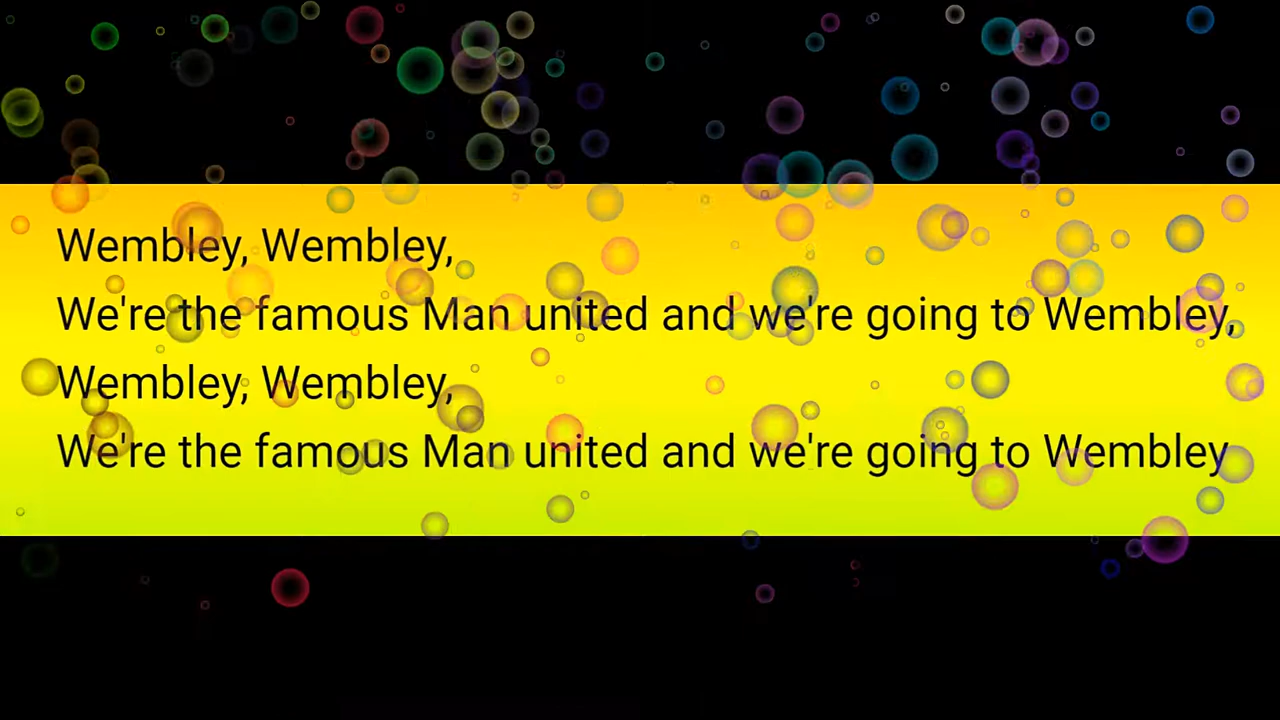 Wembley, Wembley,
We're the famous Man united and we're going to Wembley,
Wembley, Wembley,
We're the famous Man united and we're going to Wembley